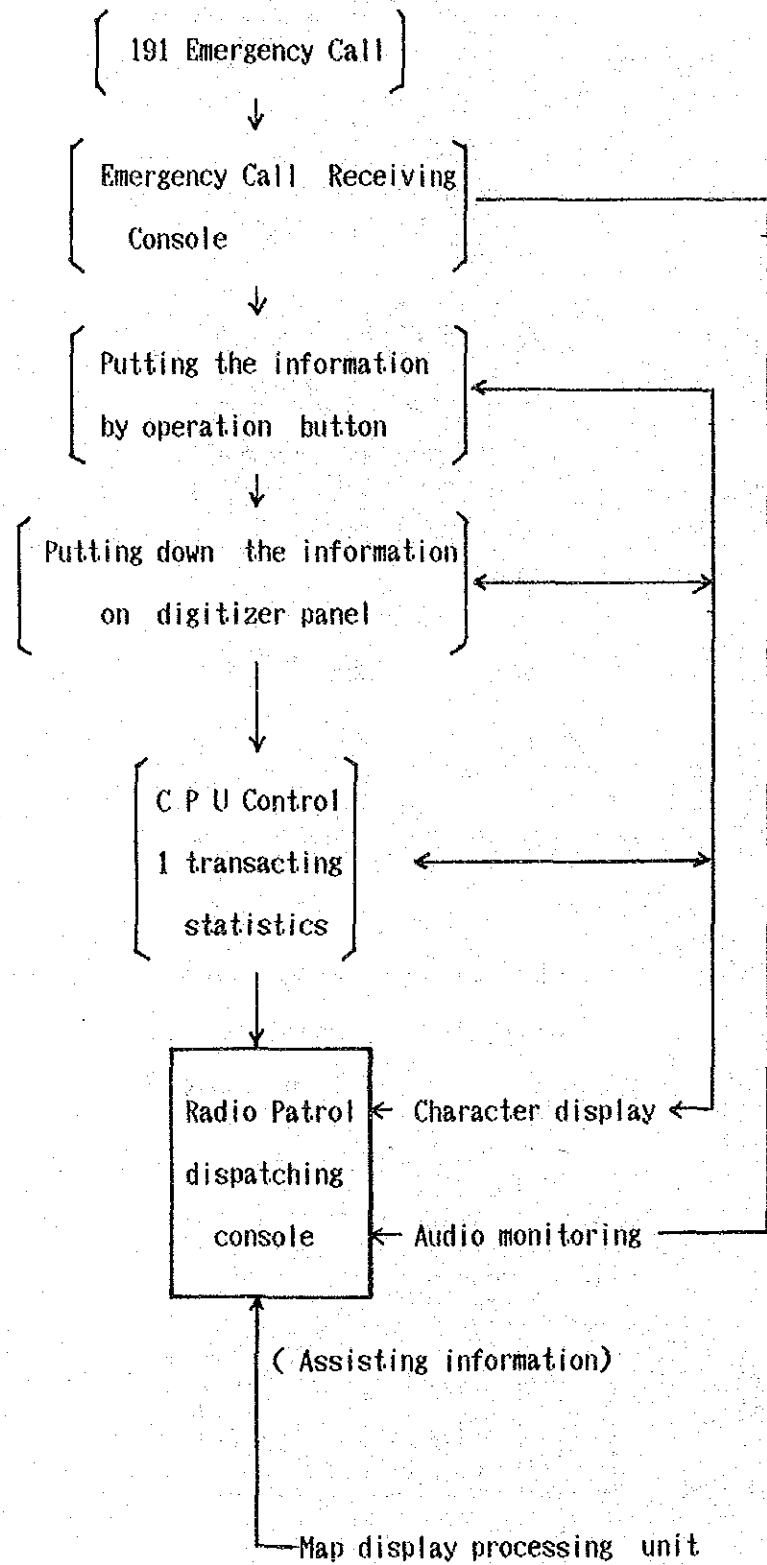 191 Emergency Call
Emergency Call Receiving
Console
Putting the information
by operation button
Putting down the information
on digitizer panel
C P U Control
1 transacting
statistics
Radio Patrol
dispatching
console
Character display
Audio monitoring
( Assisting information)
Map display processing unit